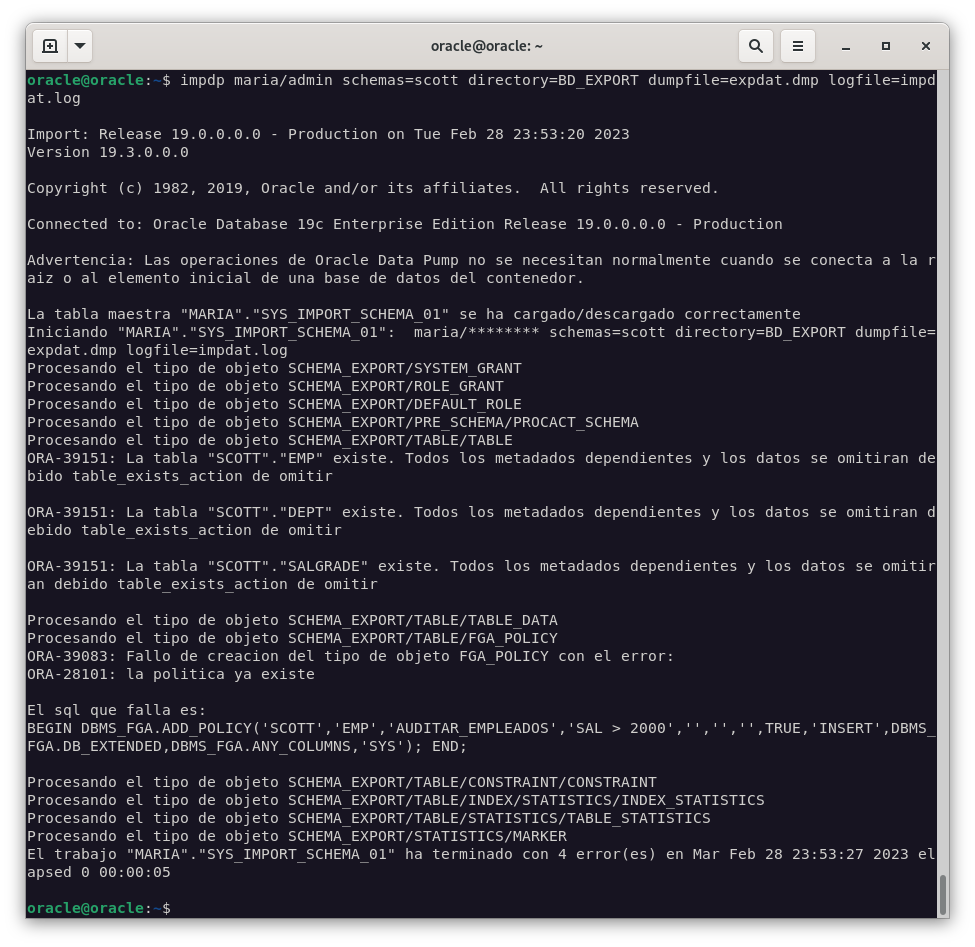 oracle@oracle: ~
oracle@oracle:~$ impdp maria/admin schemas=scott directory=BD_EXPORT dumpfile=expdat.dmp logfile=impd
at.log
Import: Release 19.0.0.0.0 - Production on Tue Feb 28 23:53:20 2023
Version 19.3.0.0.0
Copyright (c) 1982, 2019, Oracle and/or its affiliates.  All rights reserved.
Connected to: Oracle Database 19c Enterprise Edition Release 19.0.0.0.0 - Production
Advertencia: Las operaciones de Oracle Data Pump no se necesitan normalmente cuando se conecta a la r
aiz o al elemento inicial de una base de datos del contenedor.
La tabla maestra "MARIA"."SYS_IMPORT_SCHEMA_01" se ha cargado/descargado correctamente
Iniciando "MARIA"."SYS_IMPORT_SCHEMA_01":  maria/******** schemas=scott directory=BD_EXPORT dumpfile=
expdat.dmp logfile=impdat.log
Procesando el tipo de objeto SCHEMA_EXPORT/SYSTEM_GRANT
Procesando el tipo de objeto SCHEMA_EXPORT/ROLE_GRANT
Procesando el tipo de objeto SCHEMA_EXPORT/DEFAULT_ROLE
Procesando el tipo de objeto SCHEMA_EXPORT/PRE_SCHEMA/PROCACT_SCHEMA
Procesando el tipo de objeto SCHEMA_EXPORT/TABLE/TABLE
ORA-39151: La tabla "SCOTT"."EMP" existe. Todos los metadados dependientes y los datos se omitiran de
bido table_exists_action de omitir
ORA-39151: La tabla "SCOTT"."DEPT" existe. Todos los metadados dependientes y los datos se omitiran d
ebido table_exists_action de omitir
ORA-39151: La tabla "SCOTT"."SALGRADE" existe. Todos los metadados dependientes y los datos se omitir
an debido table_exists_action de omitir
Procesando el tipo de objeto SCHEMA_EXPORT/TABLE/TABLE_DATA
Procesando el tipo de objeto SCHEMA_EXPORT/TABLE/FGA_POLICY
ORA-39083: Fallo de creacion del tipo de objeto FGA_POLICY con el error:
ORA-28101: la politica ya existe
El sql que falla es:
BEGIN DBMS_FGA.ADD_POLICY('SCOTT','EMP','AUDITAR_EMPLEADOS','SAL > 2000','','','',TRUE,'INSERT',DBMS_
FGA.DB_EXTENDED,DBMS_FGA.ANY_COLUMNS,'SYS'); END;
Procesando el tipo de objeto SCHEMA_EXPORT/TABLE/CONSTRAINT/CONSTRAINT
Procesando el tipo de objeto SCHEMA_EXPORT/TABLE/INDEX/STATISTICS/INDEX_STATISTICS
Procesando el tipo de objeto SCHEMA_EXPORT/TABLE/STATISTICS/TABLE_STATISTICS
Procesando el tipo de objeto SCHEMA_EXPORT/STATISTICS/MARKER
El trabajo "MARIA"."SYS_IMPORT_SCHEMA_01" ha terminado con 4 error(es) en Mar Feb 28 23:53:27 2023 el
apsed 0 00:00:05
oracle@oracle:~$